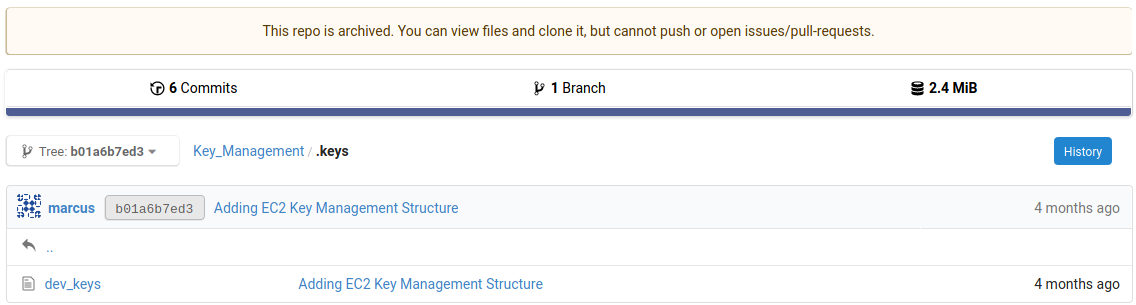 This repo is archived. You can view files and clone it, but cannot push or open issues/pull-requests.
6 Commits 1 Branch 2.4 MiB
Tree: b01a6b7ed3 Key_Management / .keys History
marcus b01a6b7ed3 Adding EC2 Key Management Structure 4 months ago
..
dev_keys Adding EC2 Key Management Structure 4 months ago